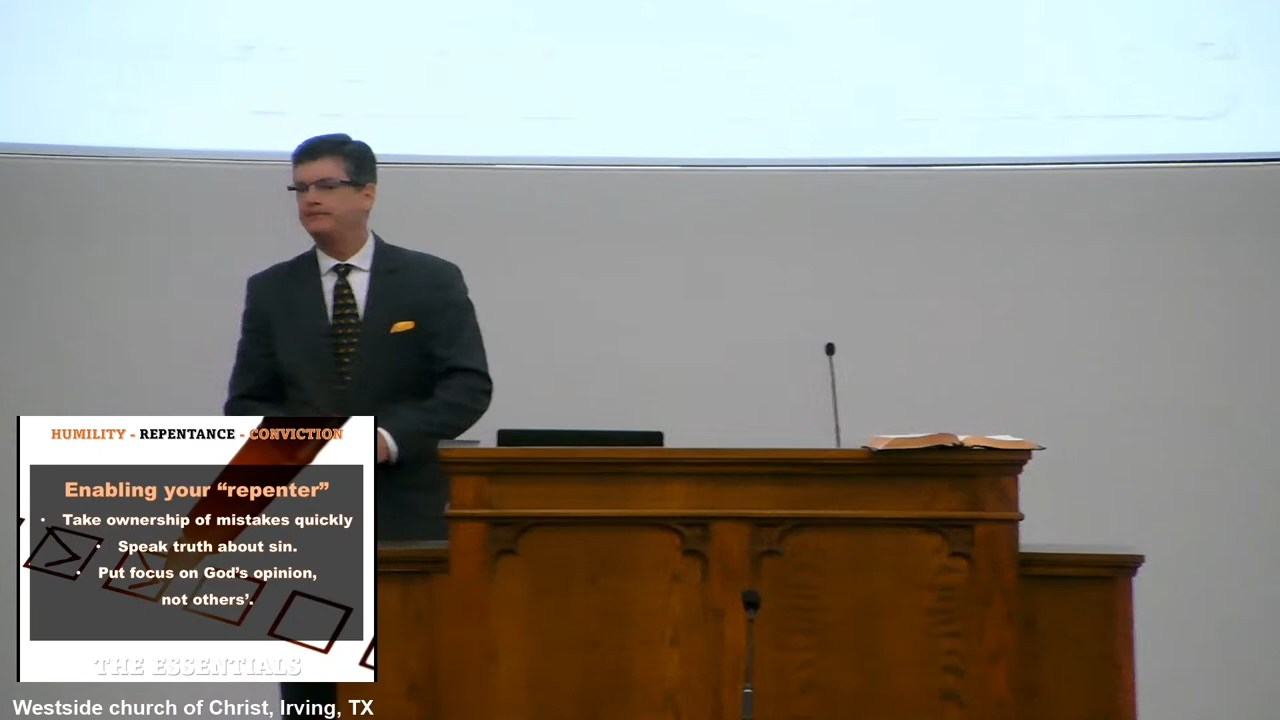 HUMILITY - REPENTANCE - CONVICTION
Enabling your “repenter”
• Take ownership of mistakes quickly
• Speak truth about sin.
• Put focus on God’s opinion,
not others’.
THE ESSENTIALS
Westside church of Christ, Irving, TX